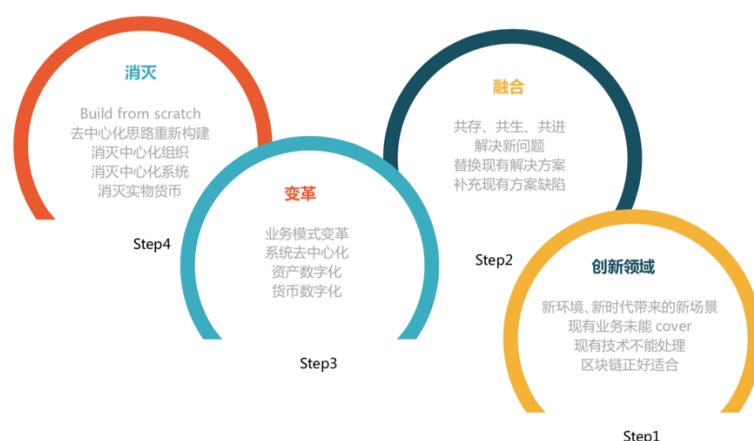 消灭
Build from scratch
去中心化思路重新构建
消灭中心化组织
消灭中心化系统
消灭实物货币
Step4
变革
业务模式变革
系统去中心化
资产数字化
货币数字化
Step3
融合
共存、共生、共进
解决新问题
替换现有解决方案
补充现有方案缺陷
Step2
创新领域
新环境、新时代带来的新场景
现有业务未能 cover
现有技术不能处理
区块链正好适合
Step1